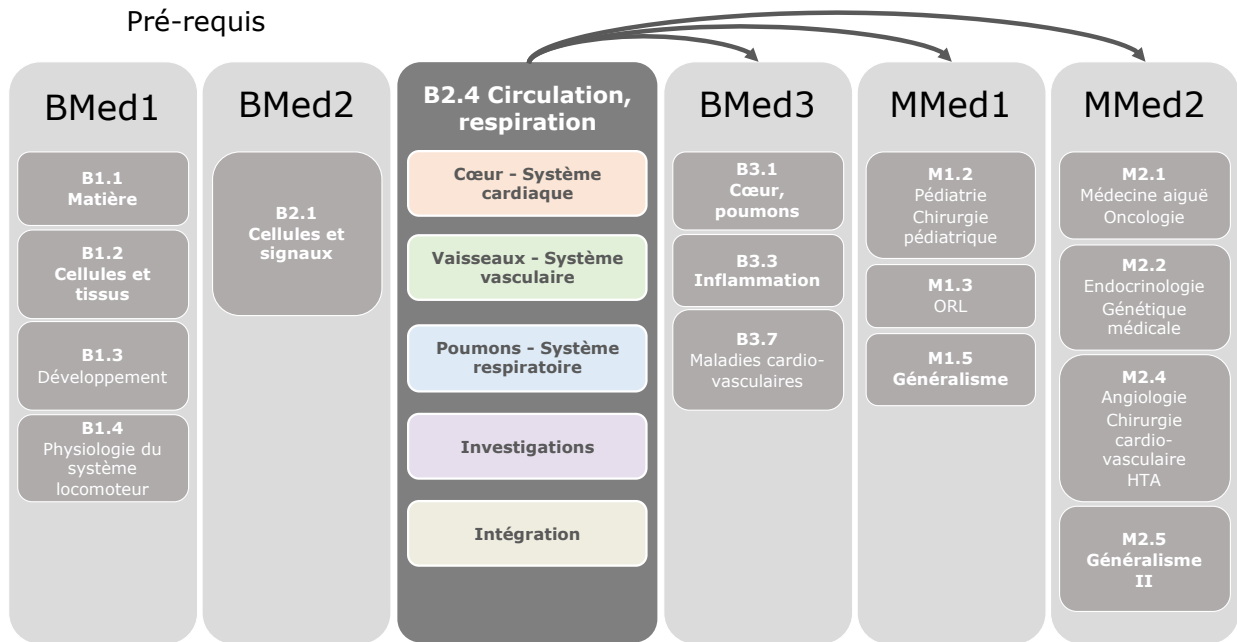 Pré-requis
BMed1
B1.1
Matière
B1.2
Cellules et
tissus
B1.3
Développement
B1.4
Physiologie du
système
locomoteur
BMed2
B2.1
Cellules et
signaux
B2.4 Circulation,
respiration
Cœur - Système
cardiaque
Vaisseaux - Système
vasculaire
Poumons - Système
respiratoire
Investigations
Intégration
BMed3
B3.1
Cœur,
poumons
B3.3
Inflammation
B3.7
Maladies cardio-
vasculaires
MMed1
M1.2
Pédiatrie
Chirurgie
pédiatrique
M1.3
ORL
M1.5
Généralisme
MMed2
M2.1
Médecine aiguë
Oncologie
M2.2
Endocrinologie
Génétique
médicale
M2.4
Angiologie
Chirurgie
cardio-
vasculaire
HTA
M2.5
Généralisme
II